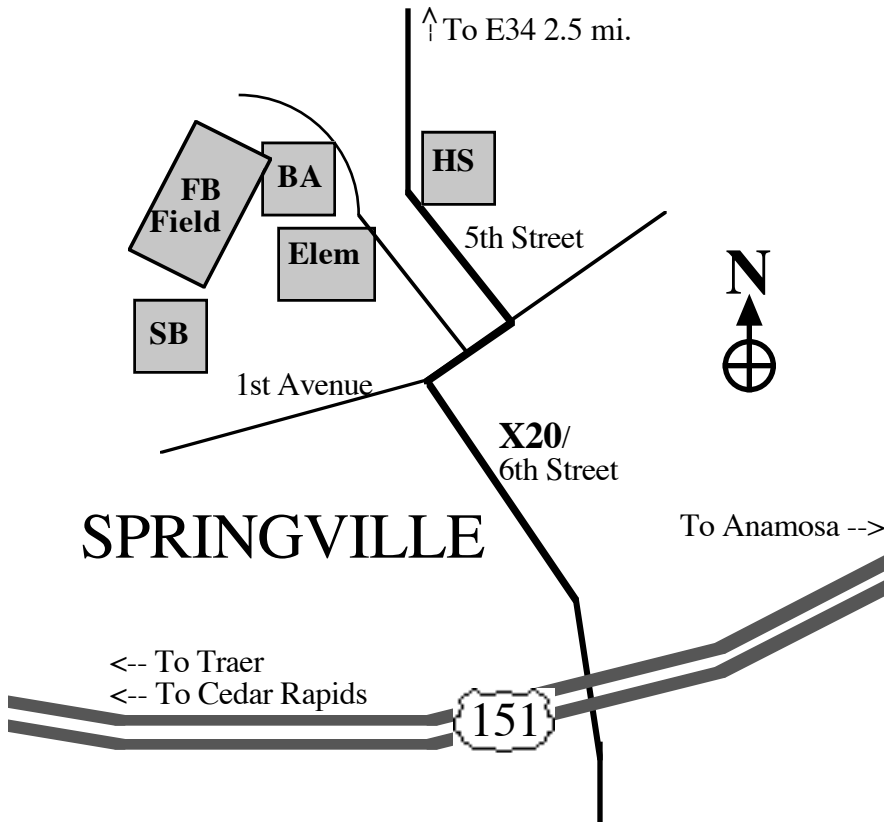 To E34 2.5 mi.
HS
BA
FB
Field
5th Street
Elem
N
SB
1st Avenue
X20/
6th Street
SPRINGVILLE
To Anamosa -->
<-- To Traer
<-- To Cedar Rapids
151